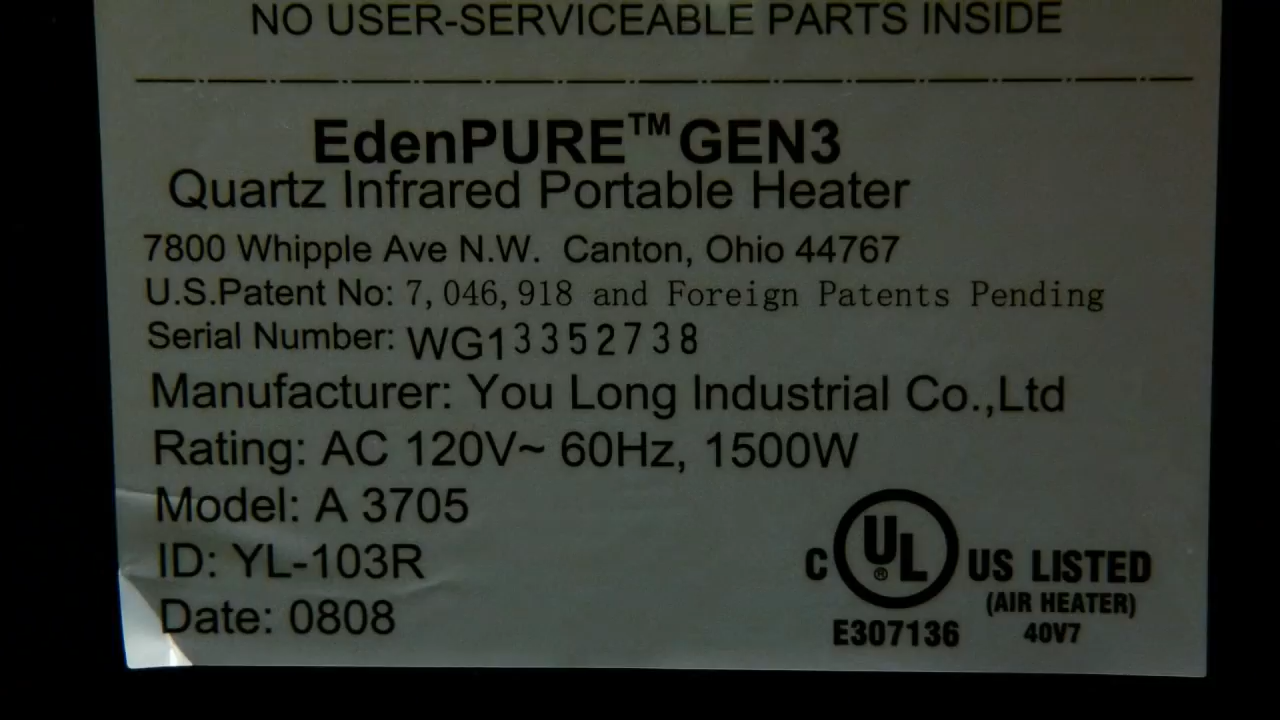 NO USER-SERVICEABLE PARTS INSIDE
EdenPURE™ GEN3
Quartz Infrared Portable Heater
7800 Whipple Ave N.W. Canton, Ohio 44767
U.S.Patent No: 7,046,918 and Foreign Patents Pending
Serial Number: WG13352738
Manufacturer: You Long Industrial Co.,Ltd
Rating: AC 120V~ 60Hz, 1500W
Model: A 3705
ID: YL-103R
Date: 0808
C UL® US LISTED
(AIR HEATER)
E307136 40V7